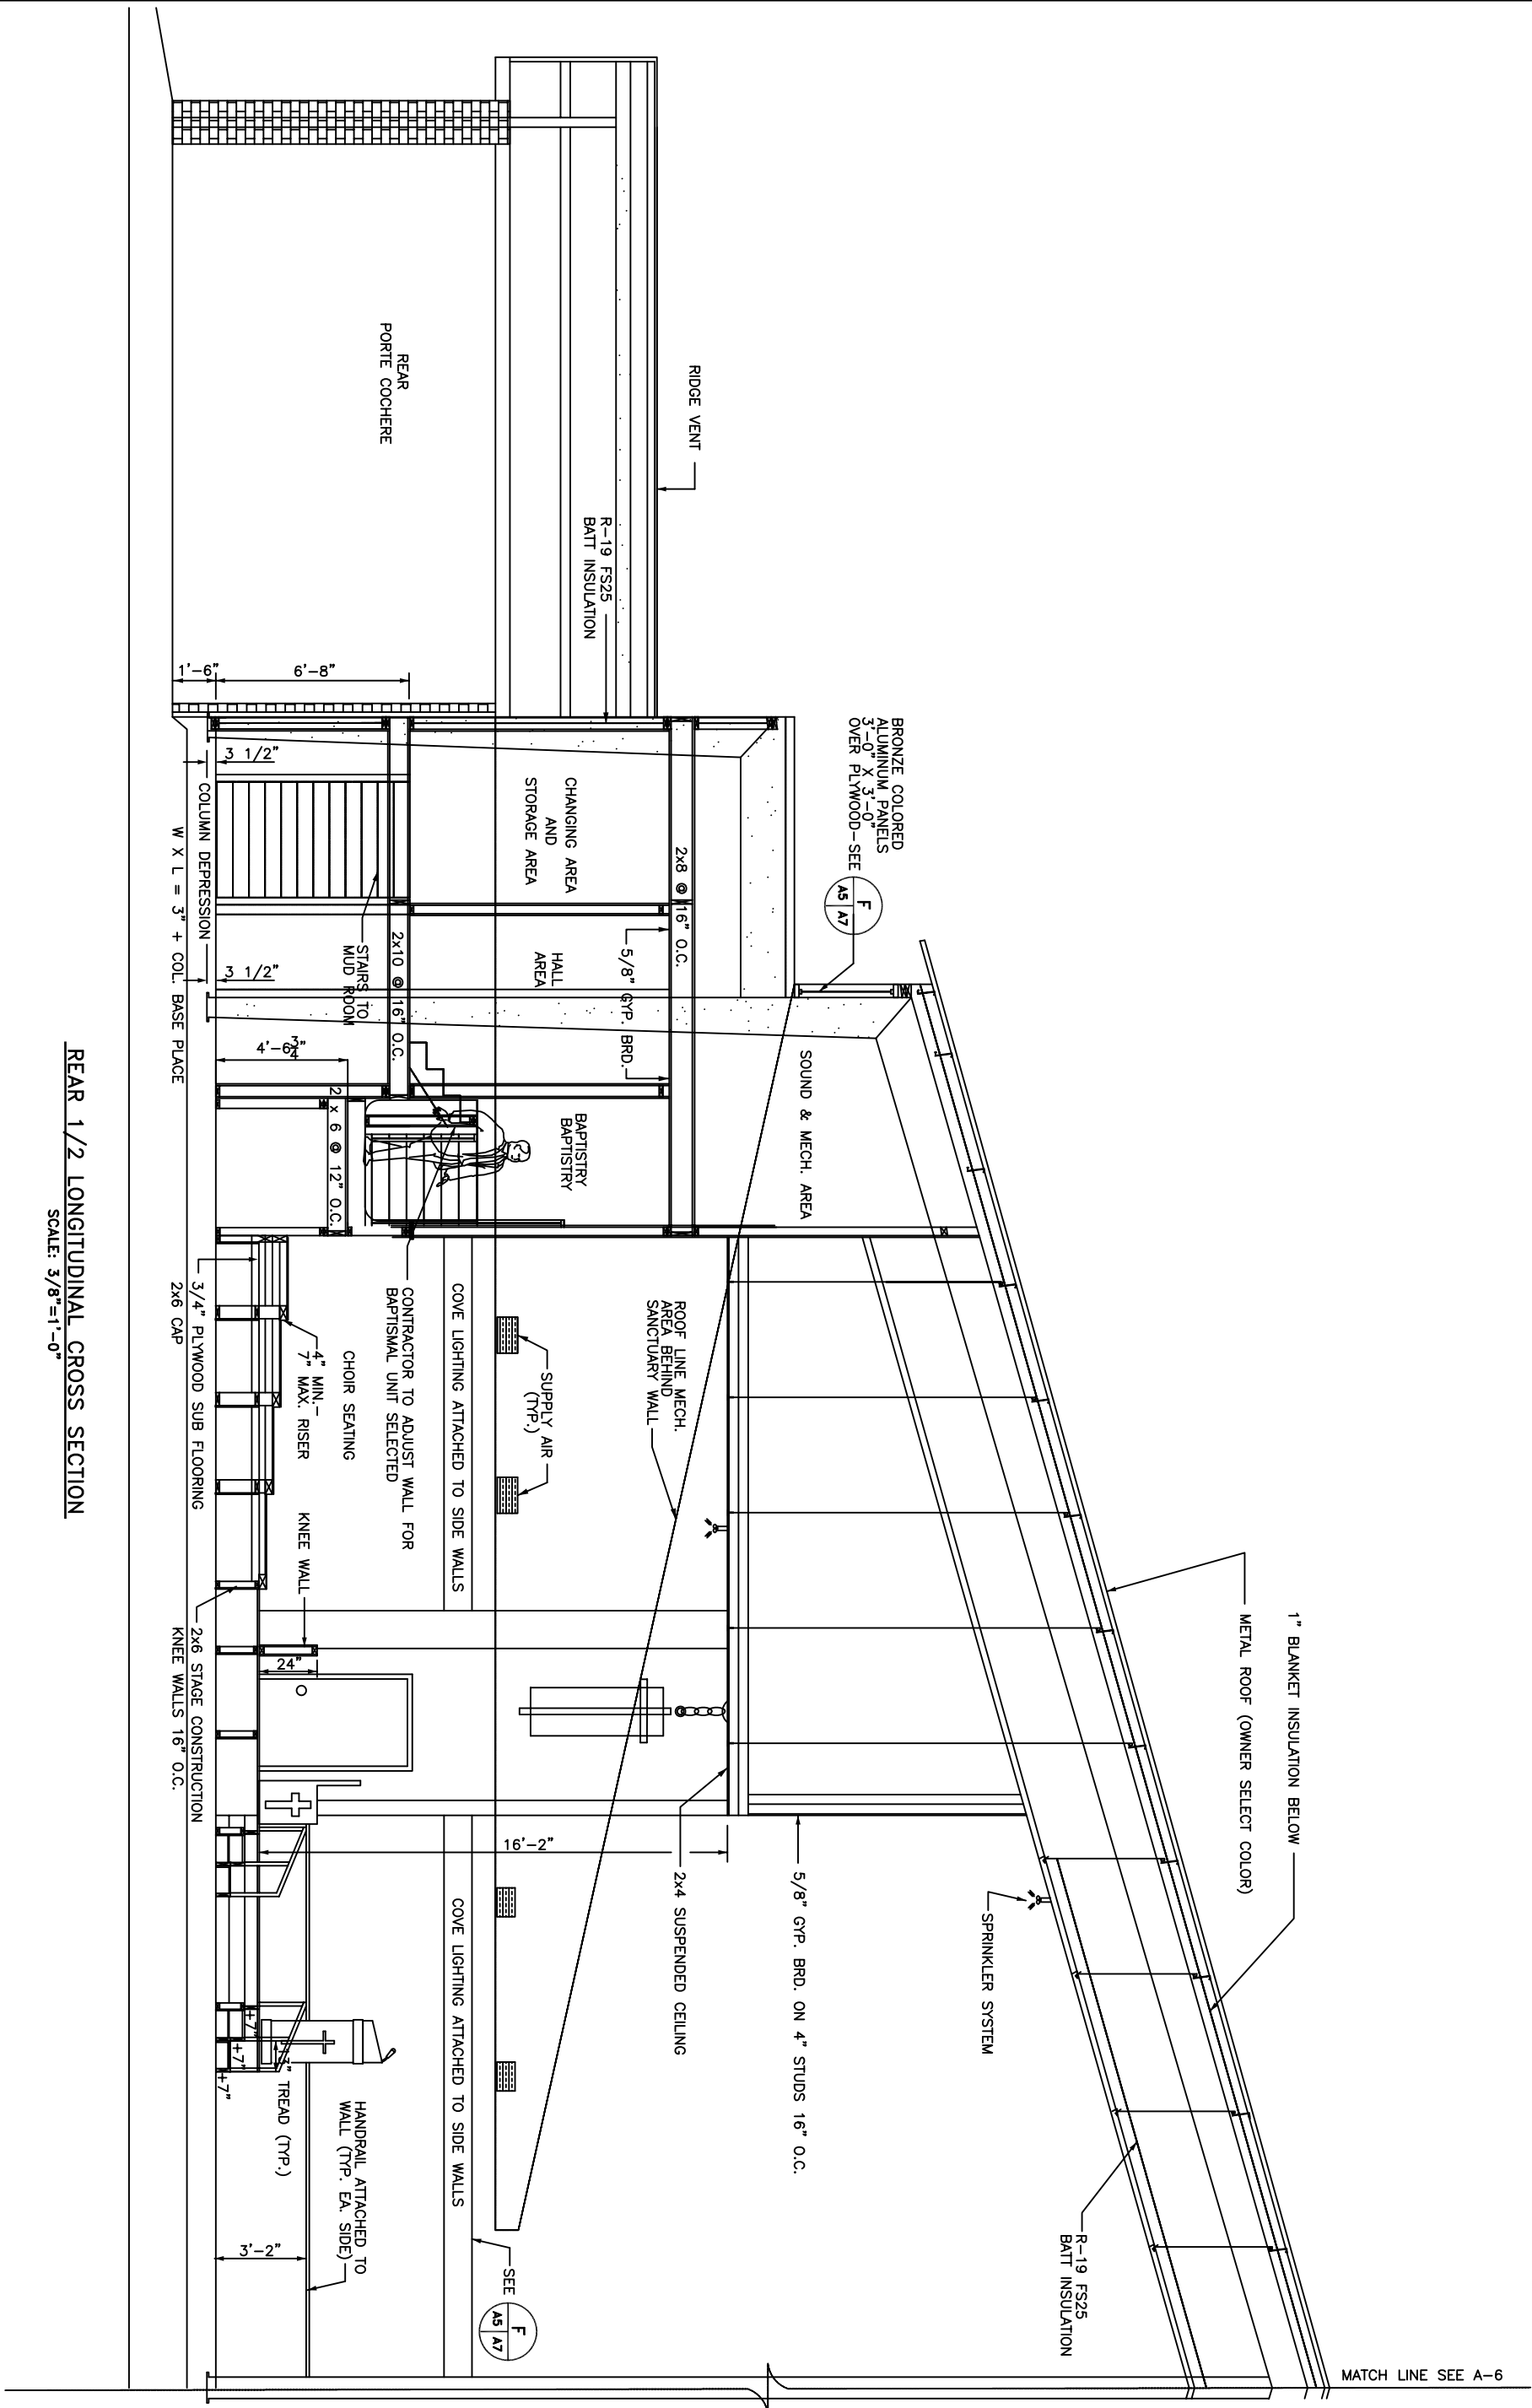 RIDGE VENT
BRONZE COLORED
ALUMINUM PANELS
3'-0" X 3'-0"
OVER PLYWOOD-SEE
F
A5 A7
1" BLANKET INSULATION BELOW
METAL ROOF (OWNER SELECT COLOR)
MATCH LINE SEE A-6
R-19 FS25
BATT INSULATION
SPRINKLER SYSTEM
R-19 FS25
BATT INSULATION
SOUND & MECH. AREA
5/8" GYP. BRD. ON 4" STUDS 16" O.C.
2x8 @ 16" O.C.
ROOF LINE MECH.
AREA BEHIND
SANCTUARY WALL
2x4 SUSPENDED CEILING
5/8" GYP. BRD.
CHANGING AREA
AND
STORAGE AREA
HALL
AREA
BAPTISTRY
BAPTISTRY
SUPPLY AIR
(TYP.)
16'-2"
SEE
F
A5 A7
COVE LIGHTING ATTACHED TO SIDE WALLS
COVE LIGHTING ATTACHED TO SIDE WALLS
REAR
PORTE COCHERE
2x10 @ 16" O.C.
CONTRACTOR TO ADJUST WALL FOR
BAPTISMAL UNIT SELECTED
STAIRS TO
MUD ROOM
CHOIR SEATING
HANDRAIL ATTACHED TO
WALL (TYP. EA. SIDE)
2 x 6 @ 12" O.C.
4" MIN.-
7" MAX. RISER
KNEE WALL
24"
6'-8"
1'-6"
3 1/2"
3 1/2"
4'-6 3/4"
TREAD (TYP.)
+7"
+7"
+7"
3'-2"
COLUMN DEPRESSION
W X L = 3" + COL. BASE PLACE
3/4" PLYWOOD SUB FLOORING
2x6 CAP
2x6 STAGE CONSTRUCTION
KNEE WALLS 16" O.C.
REAR 1/2 LONGITUDINAL CROSS SECTION
SCALE: 3/8"=1'-0"